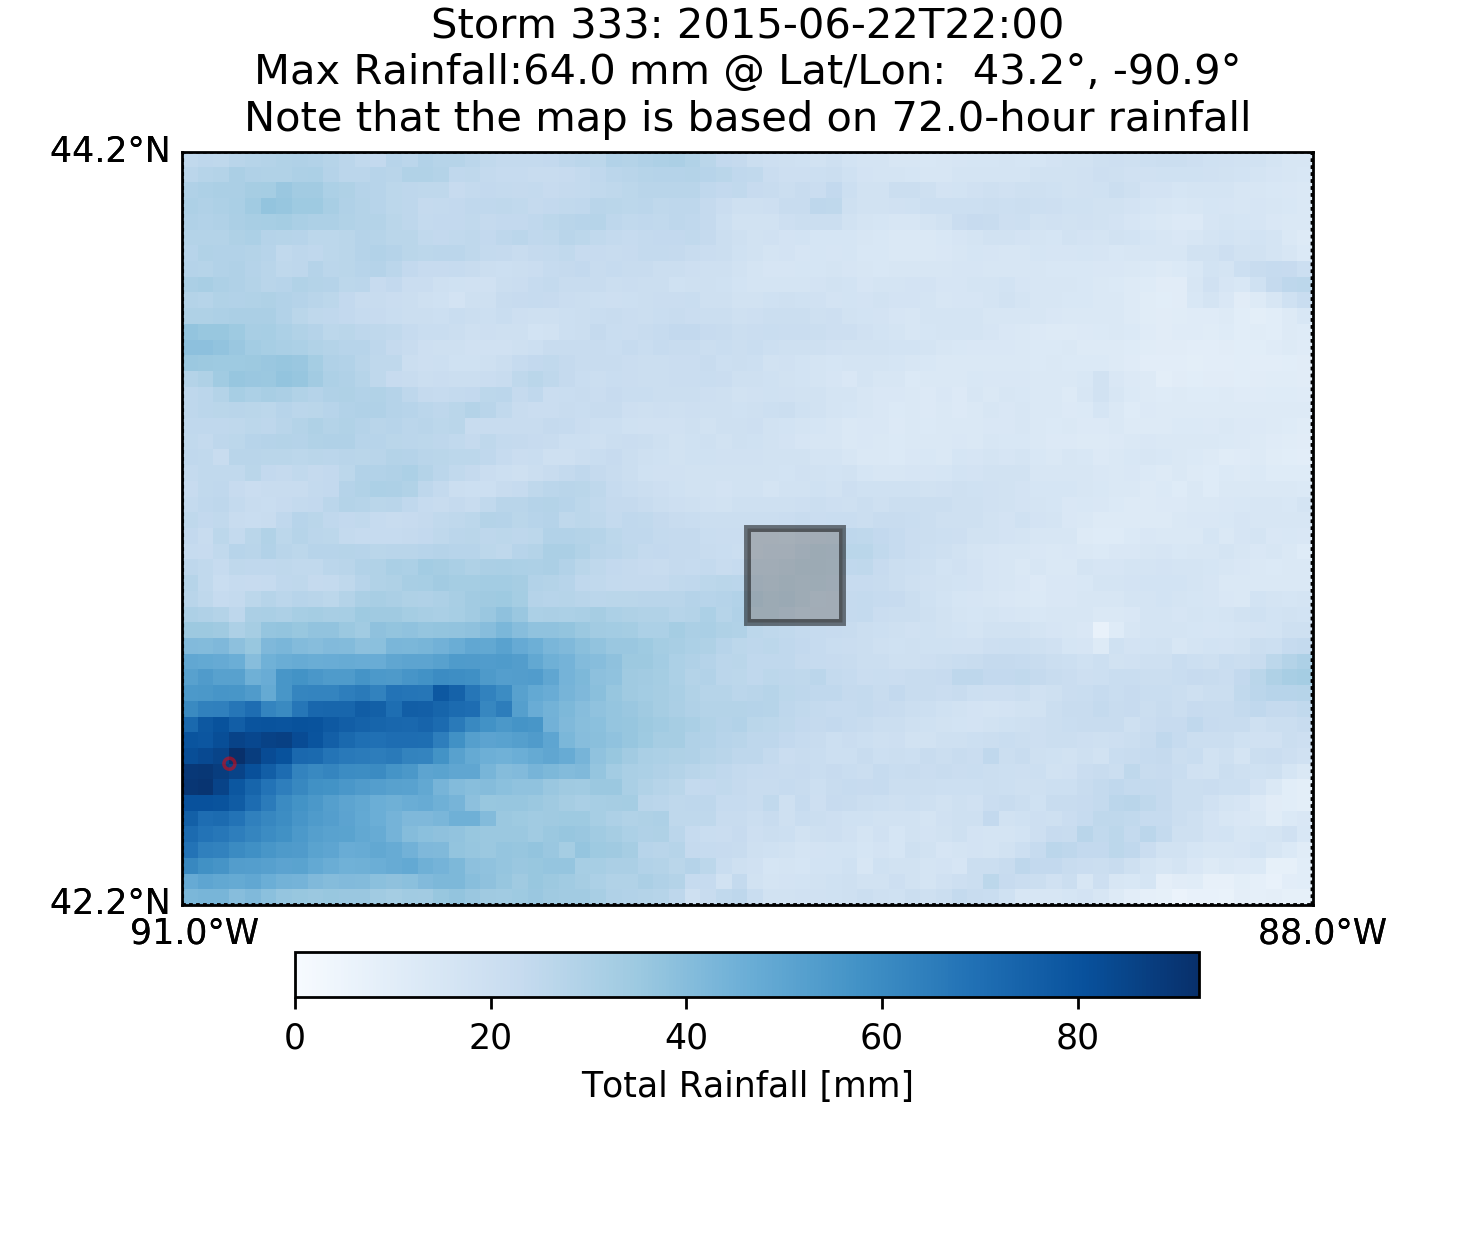 Storm 333: 2015-06-22T22:00
Max Rainfall:64.0 mm @ Lat/Lon:  43.2°, -90.9°
Note that the map is based on 72.0-hour rainfall
44.2°N
42.2°N
91.0°W 88.0°W
0 20 40 60 80
Total Rainfall [mm]